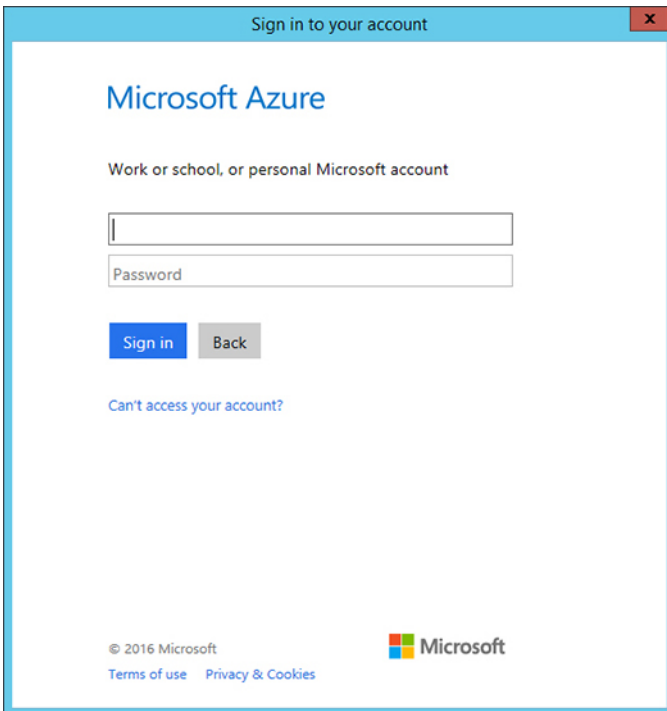 Sign in to your account
x
Microsoft Azure
Work or school, or personal Microsoft account
Password
Sign in Back
Can't access your account?
© 2016 Microsoft
Microsoft
Terms of use Privacy & Cookies